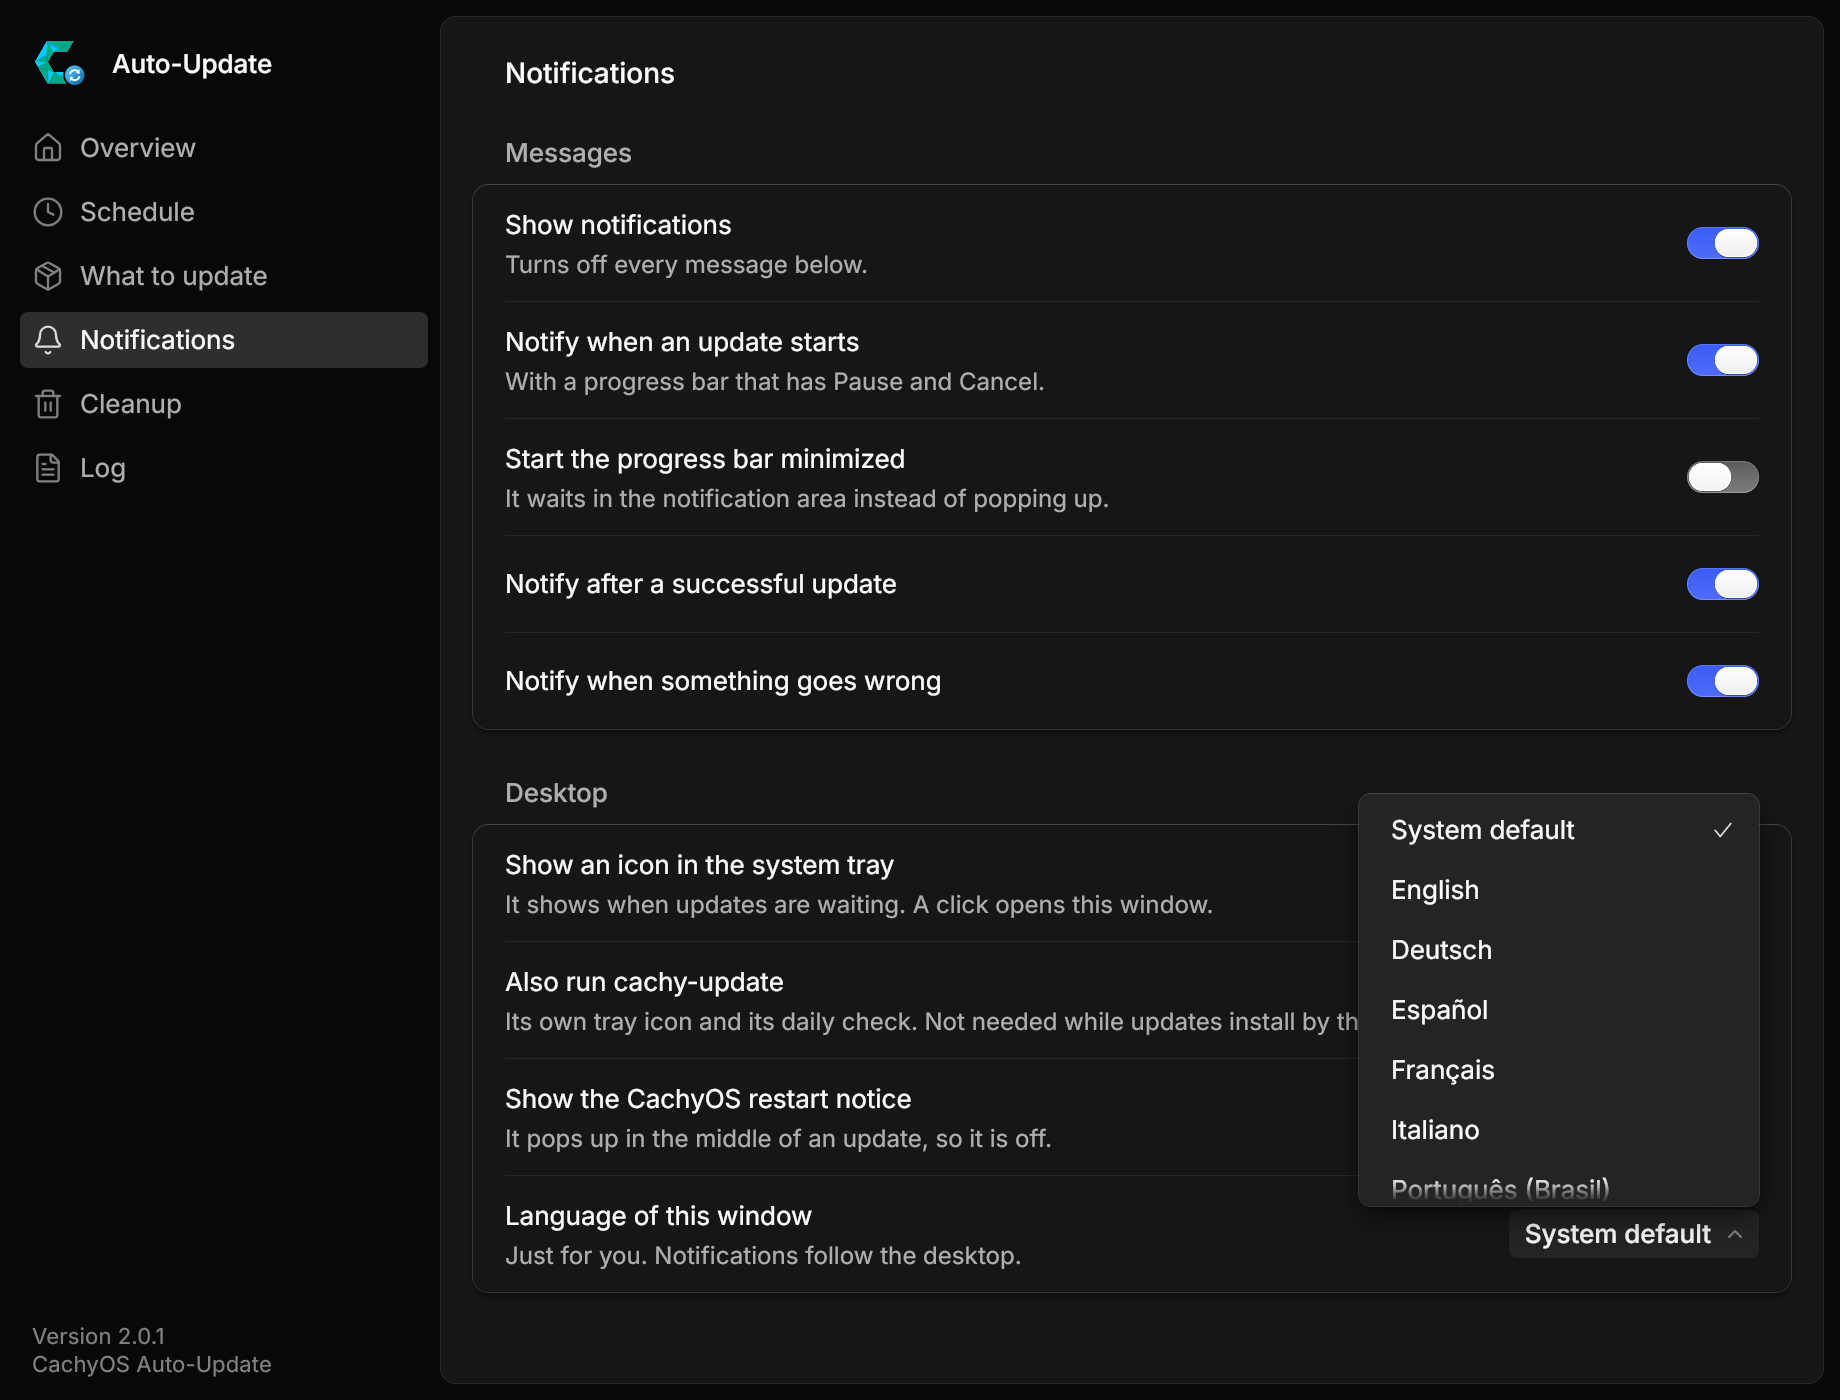 Auto-Update
Overview
Schedule
What to update
Notifications
Cleanup
Log
Version 2.0.1
CachyOS Auto-Update
Notifications
Messages
Show notifications
Turns off every message below.
Notify when an update starts
With a progress bar that has Pause and Cancel.
Start the progress bar minimized
It waits in the notification area instead of popping up.
Notify after a successful update
Notify when something goes wrong
Desktop
Show an icon in the system tray
It shows when updates are waiting. A click opens this window.
Also run cachy-update
Its own tray icon and its daily check. Not needed while updates install by th
Show the CachyOS restart notice
It pops up in the middle of an update, so it is off.
Language of this window
Just for you. Notifications follow the desktop.
System default
English
Deutsch
Español
Français
Italiano
Português (Brasil)
System default